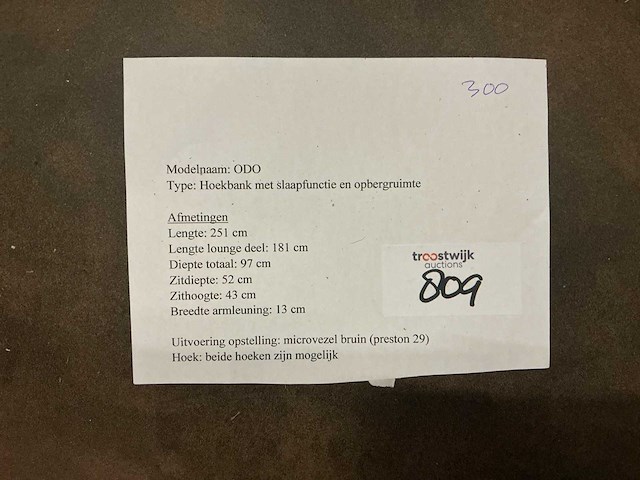 300
Modelnaam: ODO
Type: Hoekbank met slaapfunctie en opbergruimte
Afmetingen
Lengte: 251 cm
Lengte lounge deel: 181 cm
Diepte totaal: 97 cm
Zitdiepte: 52 cm
Zithoogte: 43 cm
Breedte armleuning: 13 cm
troostwijk
auctions
809
Uitvoering opstelling: microvezel bruin (preston 29)
Hoek: beide hoeken zijn mogelijk